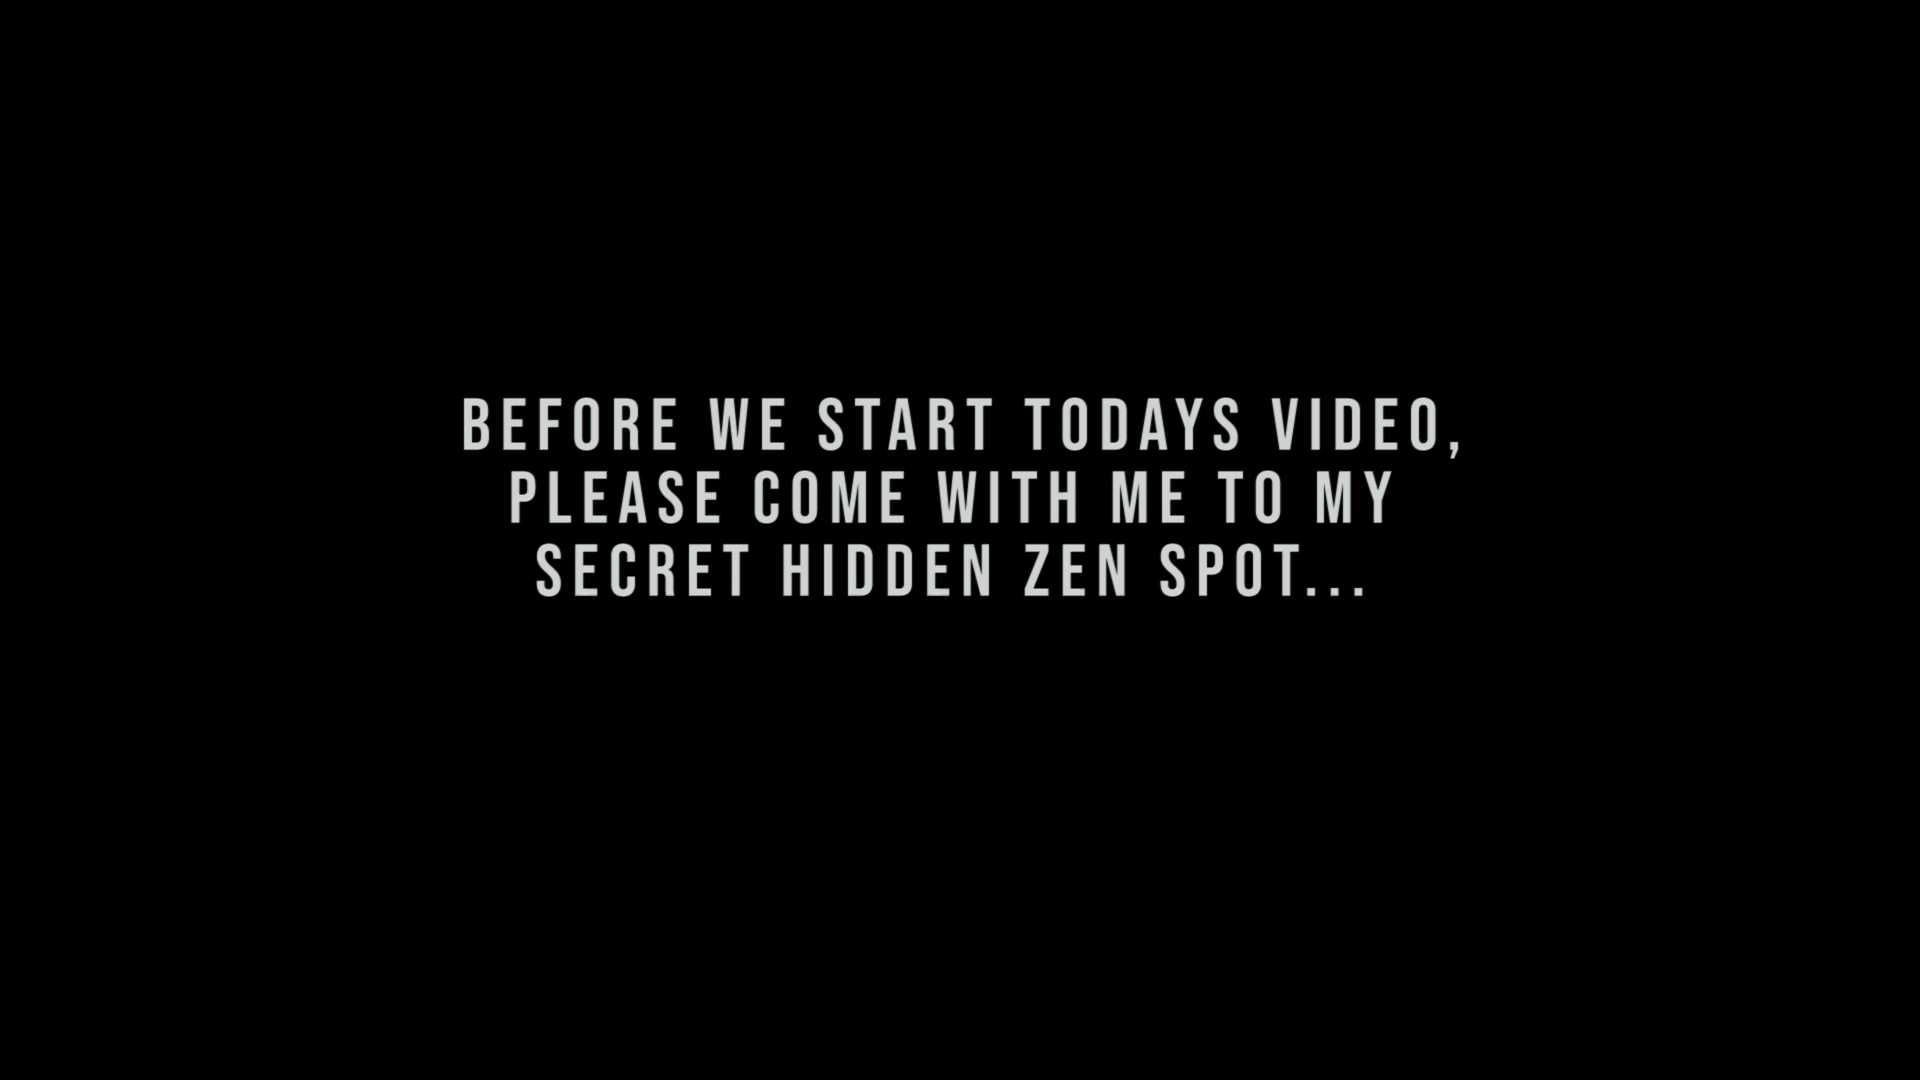 BEFORE WE START TODAYS VIDEO,
PLEASE COME WITH ME TO MY
SECRET HIDDEN ZEN SPOT...